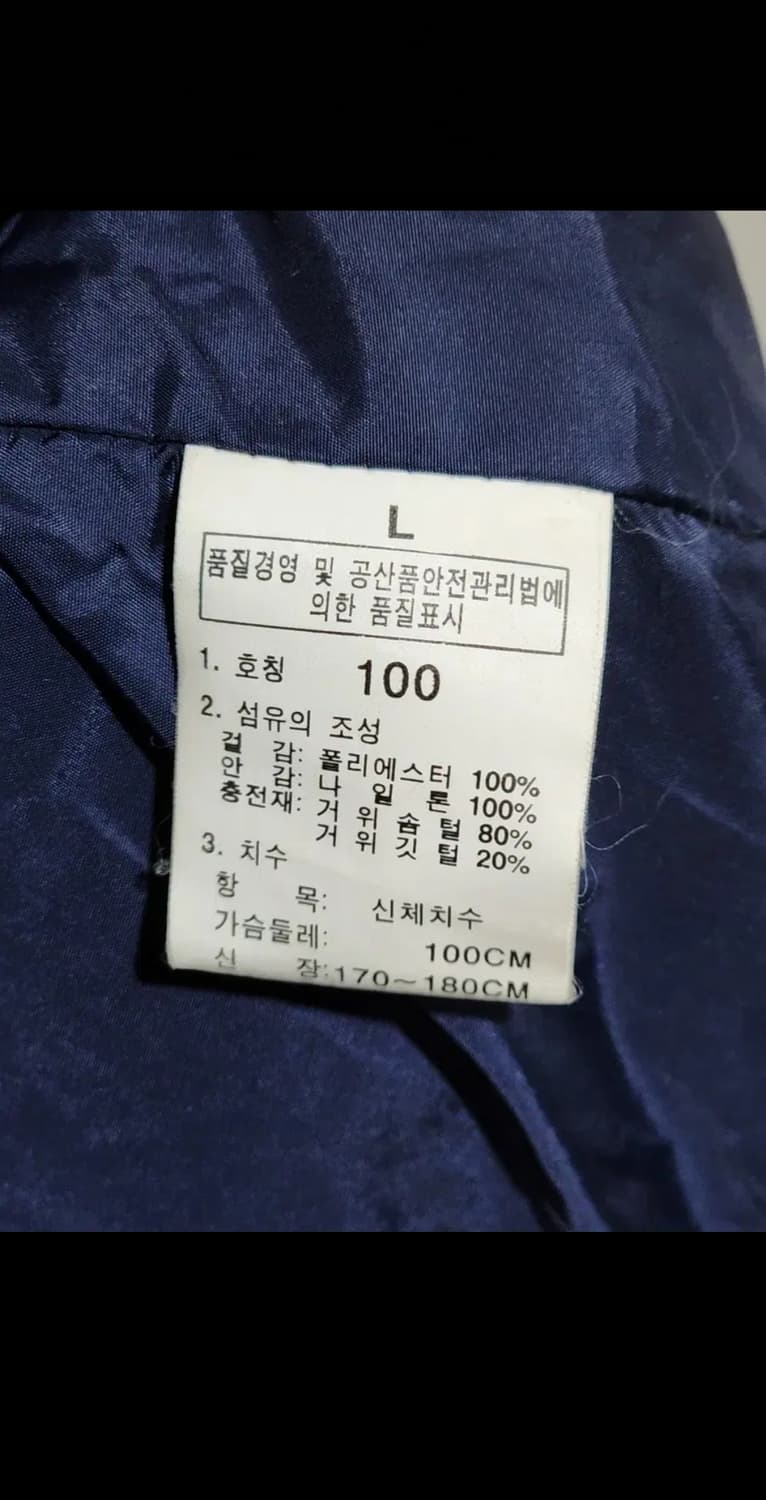 L
품질경영 및 공산품안전관리법에
의한 품질표시
1. 호칭 100
2. 섬유의 조성
겉 감: 폴리에스터 100%
안 감: 나 일 론 100%
충전재: 거 위 솜 털 80%
거 위 깃 털 20%
3. 치수
항 목: 신체치수
가슴둘레: 100CM
신 장:170~180CM